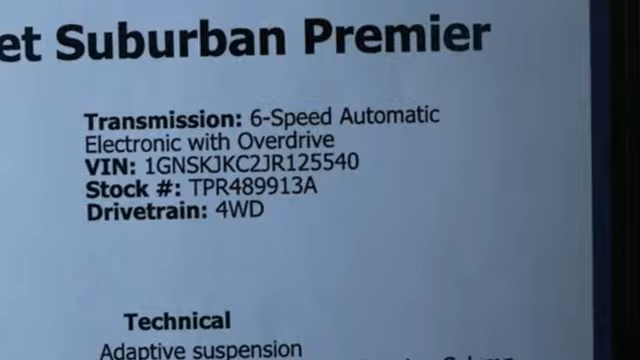 et Suburban Premier
Transmission: 6-Speed Automatic
Electronic with Overdrive
VIN: 1GNSKJKC2JR125540
Stock #: TPR489913A
Drivetrain: 4WD
Technical
Adaptive suspension